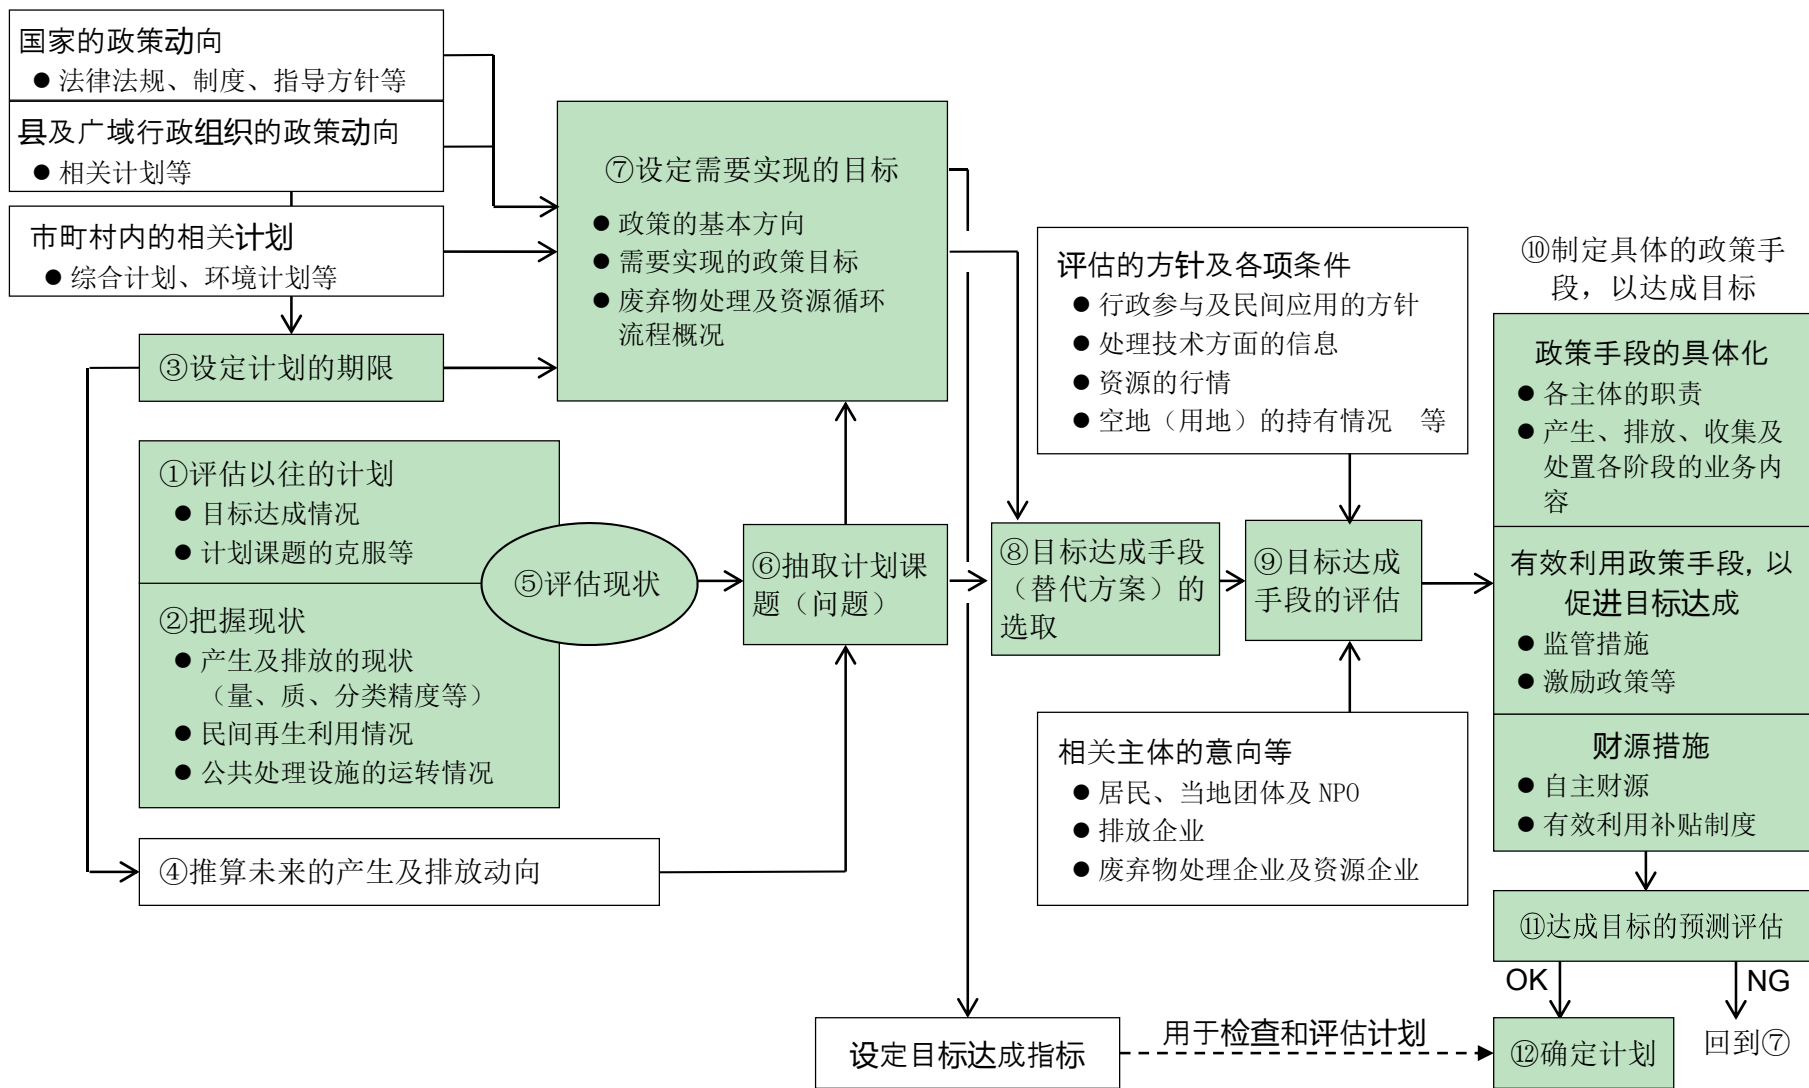 国家的政策动向
● 法律法规、制度、指导方针等
县及广域行政组织的政策动向
● 相关计划等
市町村内的相关计划
● 综合计划、环境计划等
③设定计划的期限
①评估以往的计划
● 目标达成情况
● 计划课题的克服等
②把握现状
● 产生及排放的现状
（量、质、分类精度等）
● 民间再生利用情况
● 公共处理设施的运转情况
④推算未来的产生及排放动向
⑤评估现状
⑥抽取计划课
题（问题）
⑦设定需要实现的目标
● 政策的基本方向
● 需要实现的政策目标
● 废弃物处理及资源循环
流程概况
⑧目标达成手段
（替代方案）的
选取
评估的方针及各项条件
● 行政参与及民间应用的方针
● 处理技术方面的信息
● 资源的行情
● 空地（用地）的持有情况 等
⑨目标达成
手段的评估
相关主体的意向等
● 居民、当地团体及 NPO
● 排放企业
● 废弃物处理企业及资源企业
⑩制定具体的政策手
段，以达成目标
政策手段的具体化
● 各主体的职责
● 产生、排放、收集及
处置各阶段的业务内
容
有效利用政策手段，以
促进目标达成
● 监管措施
● 激励政策等
财源措施
● 自主财源
● 有效利用补贴制度
⑪达成目标的预测评估
OK
NG
设定目标达成指标
用于检查和评估计划
⑫确定计划
回到⑦